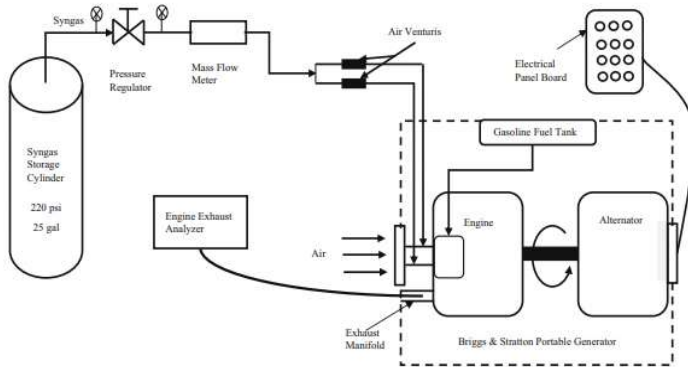 Syngas
Pressure
Regulator
Mass Flow
Meter
Air Venturis
Electrical
Panel Board
Gasoline Fuel Tank
Syngas
Storage
Cylinder
220 psi
25 gal
Engine Exhaust
Analyzer
Air
Engine
Alternator
Exhaust
Manifold
Briggs & Stratton Portable Generator